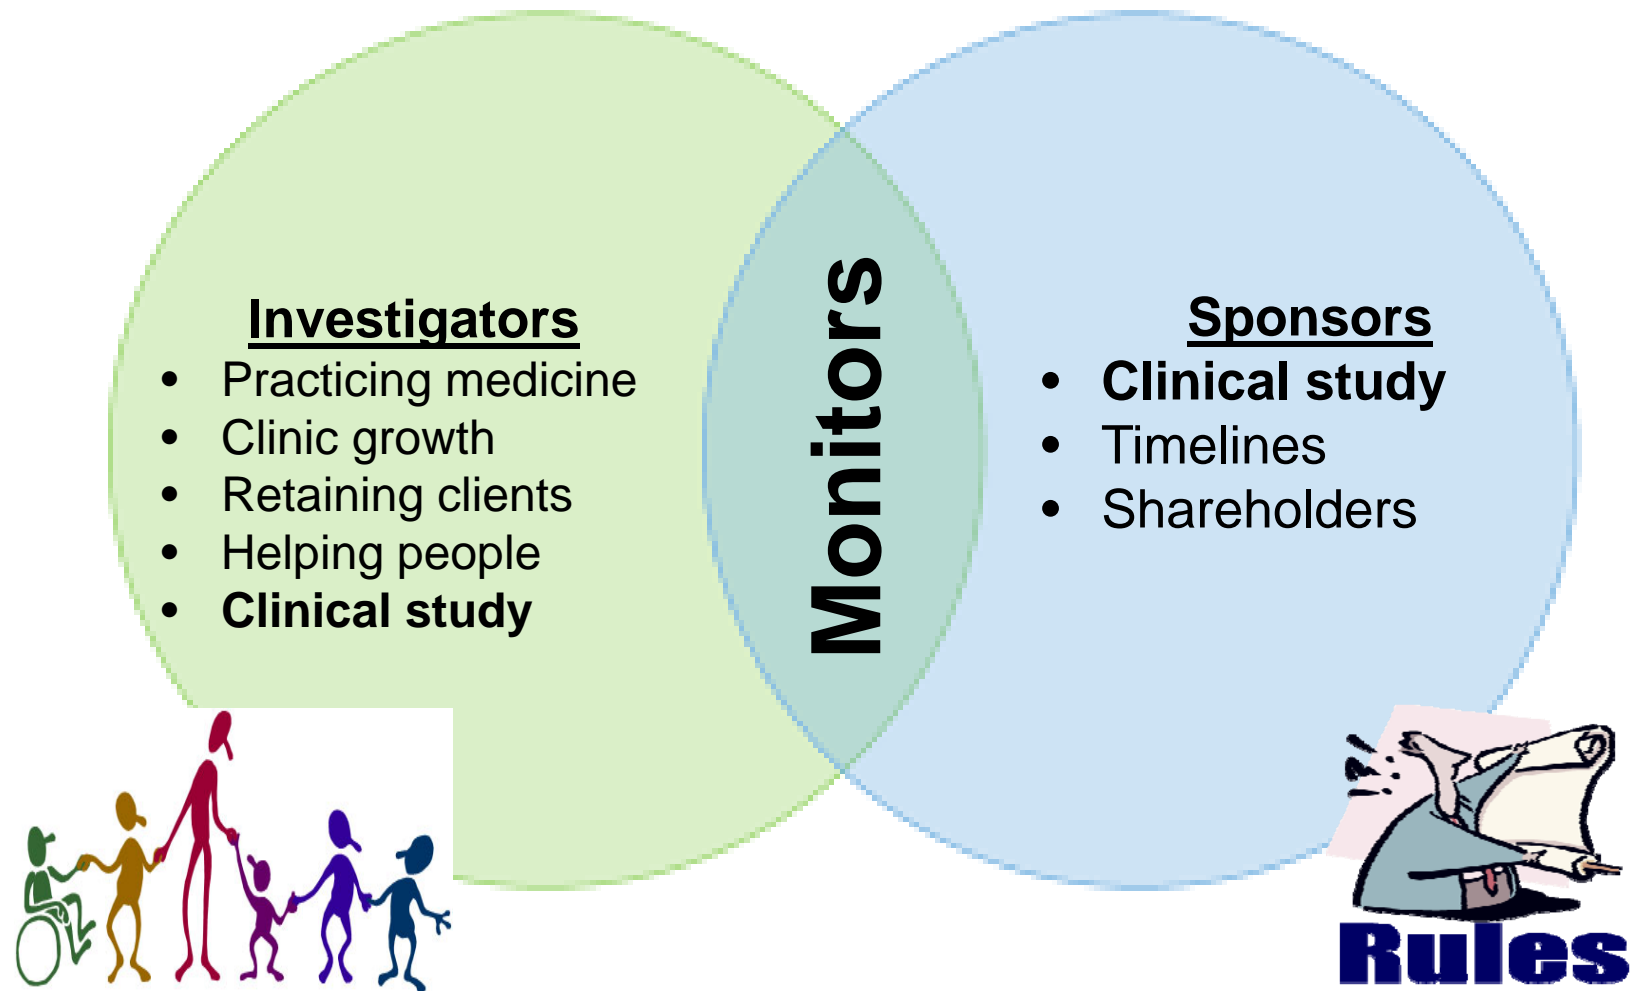 Investigators
• Practicing medicine
• Clinic growth
• Retaining clients
• Helping people
• Clinical study
Monitors
Sponsors
• Clinical study
• Timelines
• Shareholders
Rules